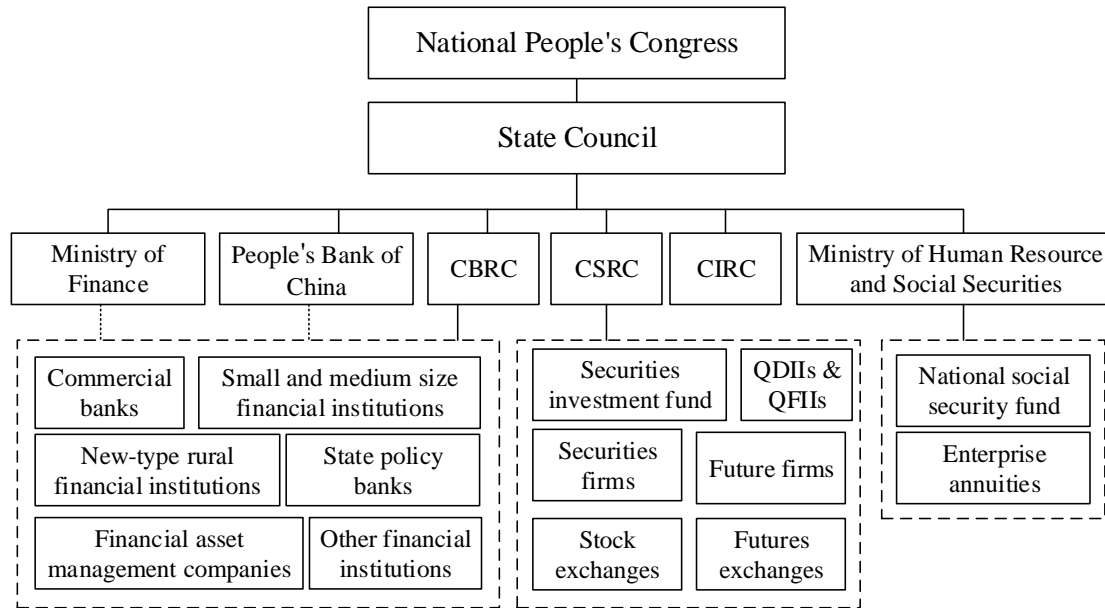 National People's Congress
State Council
Ministry of
Finance
People's Bank of
China
CBRC
CSRC
CIRC
Ministry of Human Resource
and Social Securities
Commercial
banks
Small and medium size
financial institutions
New-type rural
financial institutions
State policy
banks
Financial asset
management companies
Other financial
institutions
Securities
investment fund
QDIIs &
QFIIs
Securities
firms
Future firms
Stock
exchanges
Futures
exchanges
National social
security fund
Enterprise
annuities